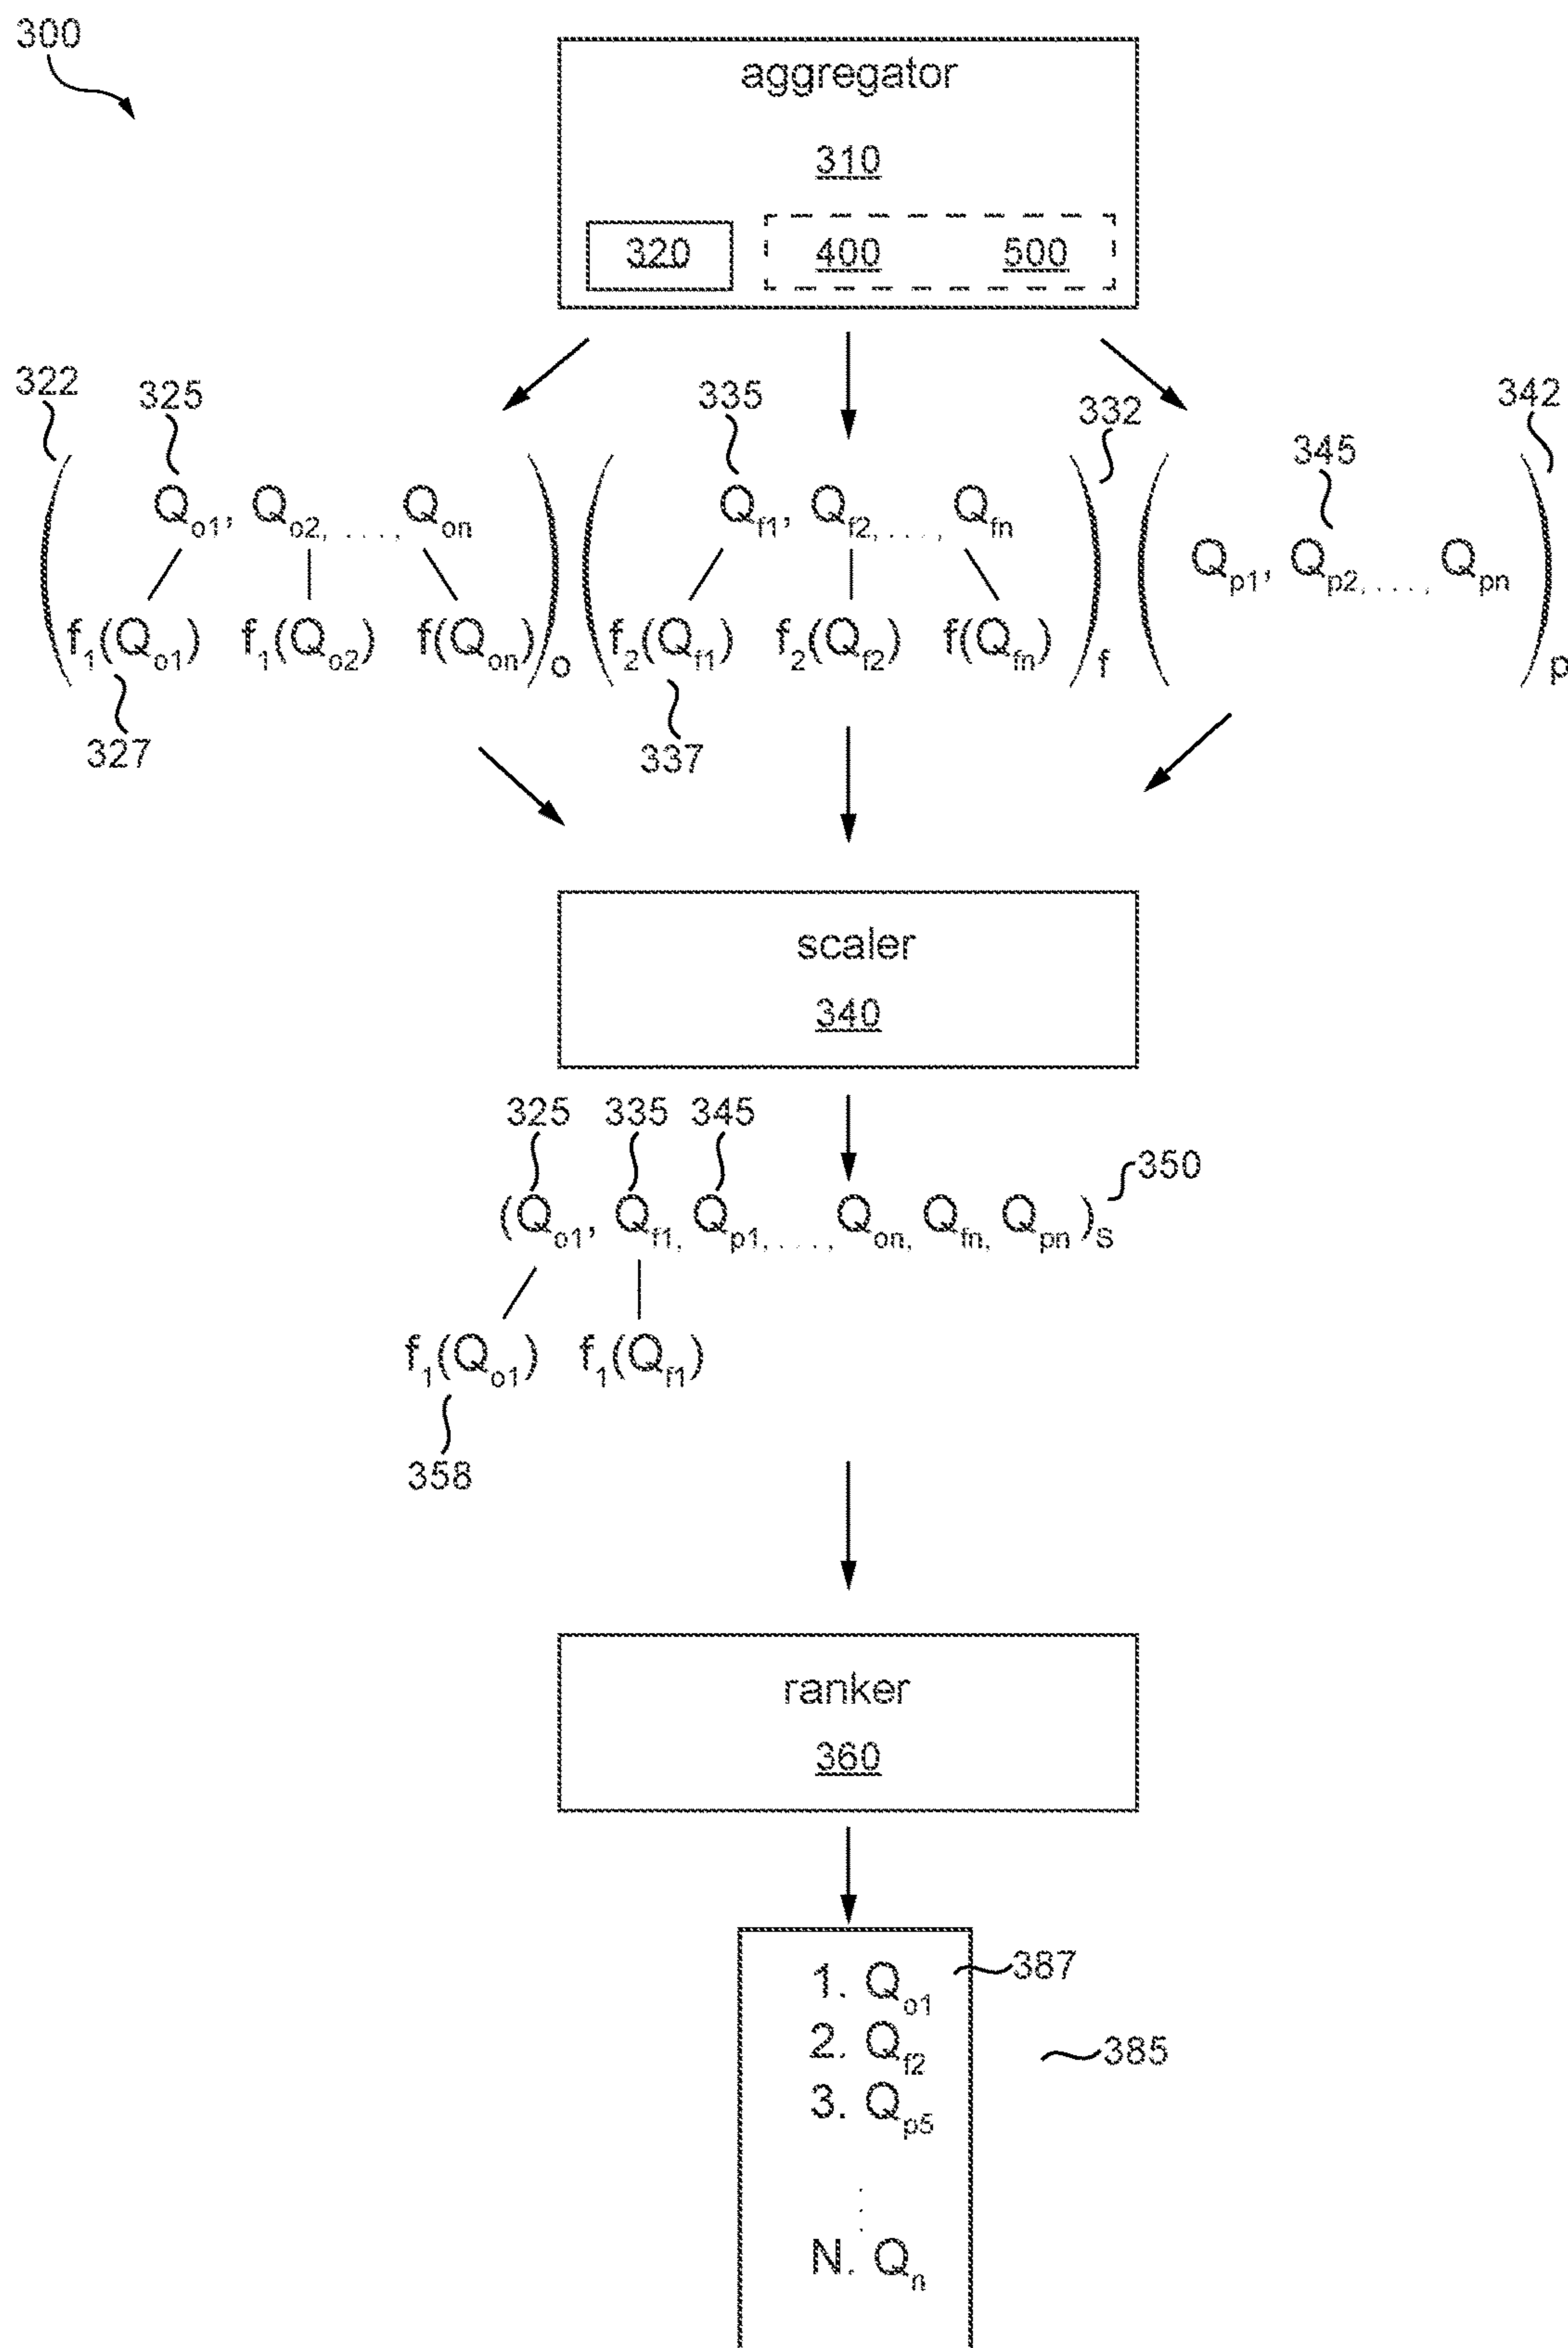 300
aggregator
310
320 400 500
322 325 335 332 342
345
Qo1, Qo2, . . . , Qon Qf1, Qf2, . . . , Qfn
Qp1, Qp2, . . . , Qpn
f1(Qo1) f1(Qo2) f(Qon) o f2(Qf1) f2(Qf2) f(Qfn) f p
327 337
scaler
340
325 335 345
350
(Qo1, Qf1, Qp1, . . . , Qon, Qfn, Qpn)s
f1(Qo1) f1(Qf1)
358
ranker
360
387
1. Qo1
2. Qf2
385
3. Qp5
N. Qn